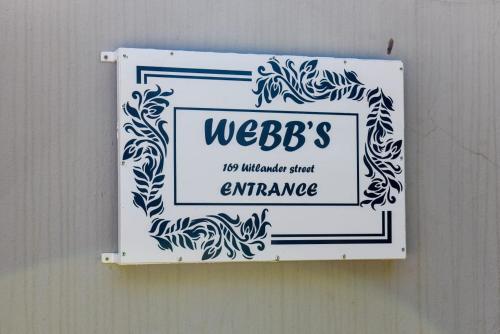 WEBB'S
169 Uitlander street
ENTRANCE